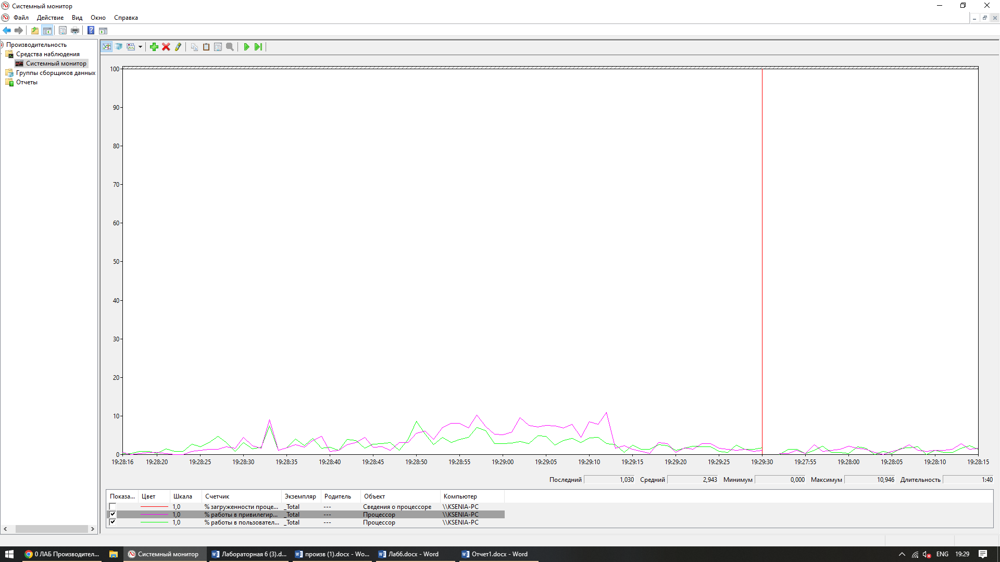 Системный монитор
Файл Действие Вид Окно Справка
Производительность
Средства наблюдения
Системный монитор
Группы сборщиков данных
Отчеты
100
90
80
70
60
50
40
30
20
10
0
19:28:16 19:28:20 19:28:25 19:28:30 19:28:35 19:28:40 19:28:45 19:28:50 19:28:55 19:29:00 19:29:05 19:29:10 19:29:15 19:29:20 19:29:25 19:29:30 19:27:55 19:28:00 19:28:05 19:28:10 19:28:15
Последний 1,030 Средний 2,943 Минимум 0,000 Максимум 10,946 Длительность 1:40
Показа... Цвет Шкала Счетчик Экземпляр Родитель Объект Компьютер
1,0 % загруженности проце... _Total --- Сведения о процессоре \\KSENIA-PC
1,0 % работы в привилегир... _Total --- Процессор \\KSENIA-PC
1,0 % работы в пользовател... _Total --- Процессор \\KSENIA-PC
0 ЛАБ Производител... Системный монитор Лабораторная 6 (3).d... произв (1).docx - Wo... Лаб6.docx - Word Отчет1.docx - Word ENG 19:29